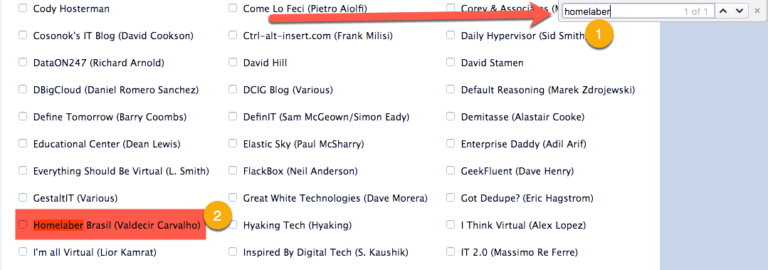 Cody Hosterman Come Lo Feci (Pietro Aiolfi) Corey & Associates homelaber 1 of 1
1
Cosonok's IT Blog (David Cookson) Ctrl-alt-insert.com (Frank Milisi) Daily Hypervisor (Sid Smith)
DataON247 (Richard Arnold) David Hill David Stamen
DBigCloud (Daniel Romero Sanchez) DCIG Blog (Various) Default Reasoning (Marek Zdrojewski)
Define Tomorrow (Barry Coombs) DefinIT (Sam McGeown/Simon Eady) Demitasse (Alastair Cooke)
Educational Center (Dean Lewis) Elastic Sky (Paul McSharry) Enterprise Daddy (Adil Arif)
Everything Should Be Virtual (L. Smith) FlackBox (Neil Anderson) GeekFluent (Dave Henry)
GestaltIT (Various) Great White Technologies (Dave Morera) Got Dedupe? (Eric Hagstrom)
Homelaber Brasil (Valdecir Carvalho) 2 Hyaking Tech (Hyaking) I Think Virtual (Alex Lopez)
I'm all Virtual (Lior Kamrat) Inspired By Digital Tech (S. Kaushik) IT 2.0 (Massimo Re Ferre)